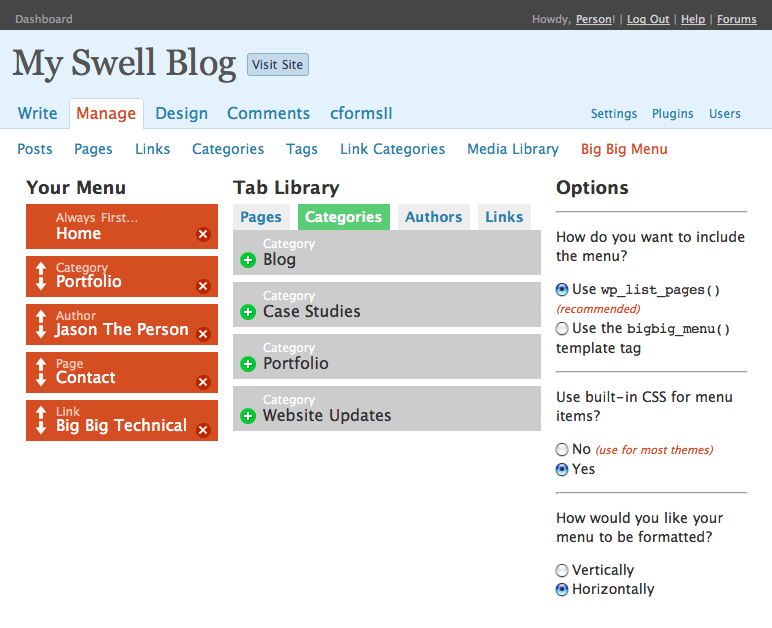 Dashboard
Howdy, Person! | Log Out | Help | Forums
My Swell Blog
Visit Site
Write Manage Design Comments cformsII
Settings Plugins Users
Posts Pages Links Categories Tags Link Categories Media Library Big Big Menu
Your Menu
Always First...
Home
Category
Portfolio
Author
Jason The Person
Page
Contact
Link
Big Big Technical
Tab Library
Pages Categories Authors Links
Category
Blog
Category
Case Studies
Category
Portfolio
Category
Website Updates
Options
How do you want to include
the menu?
Use wp_list_pages()
(recommended)
Use the bigbig_menu()
template tag
Use built-in CSS for menu
items?
No (use for most themes)
Yes
How would you like your
menu to be formatted?
Vertically
Horizontally